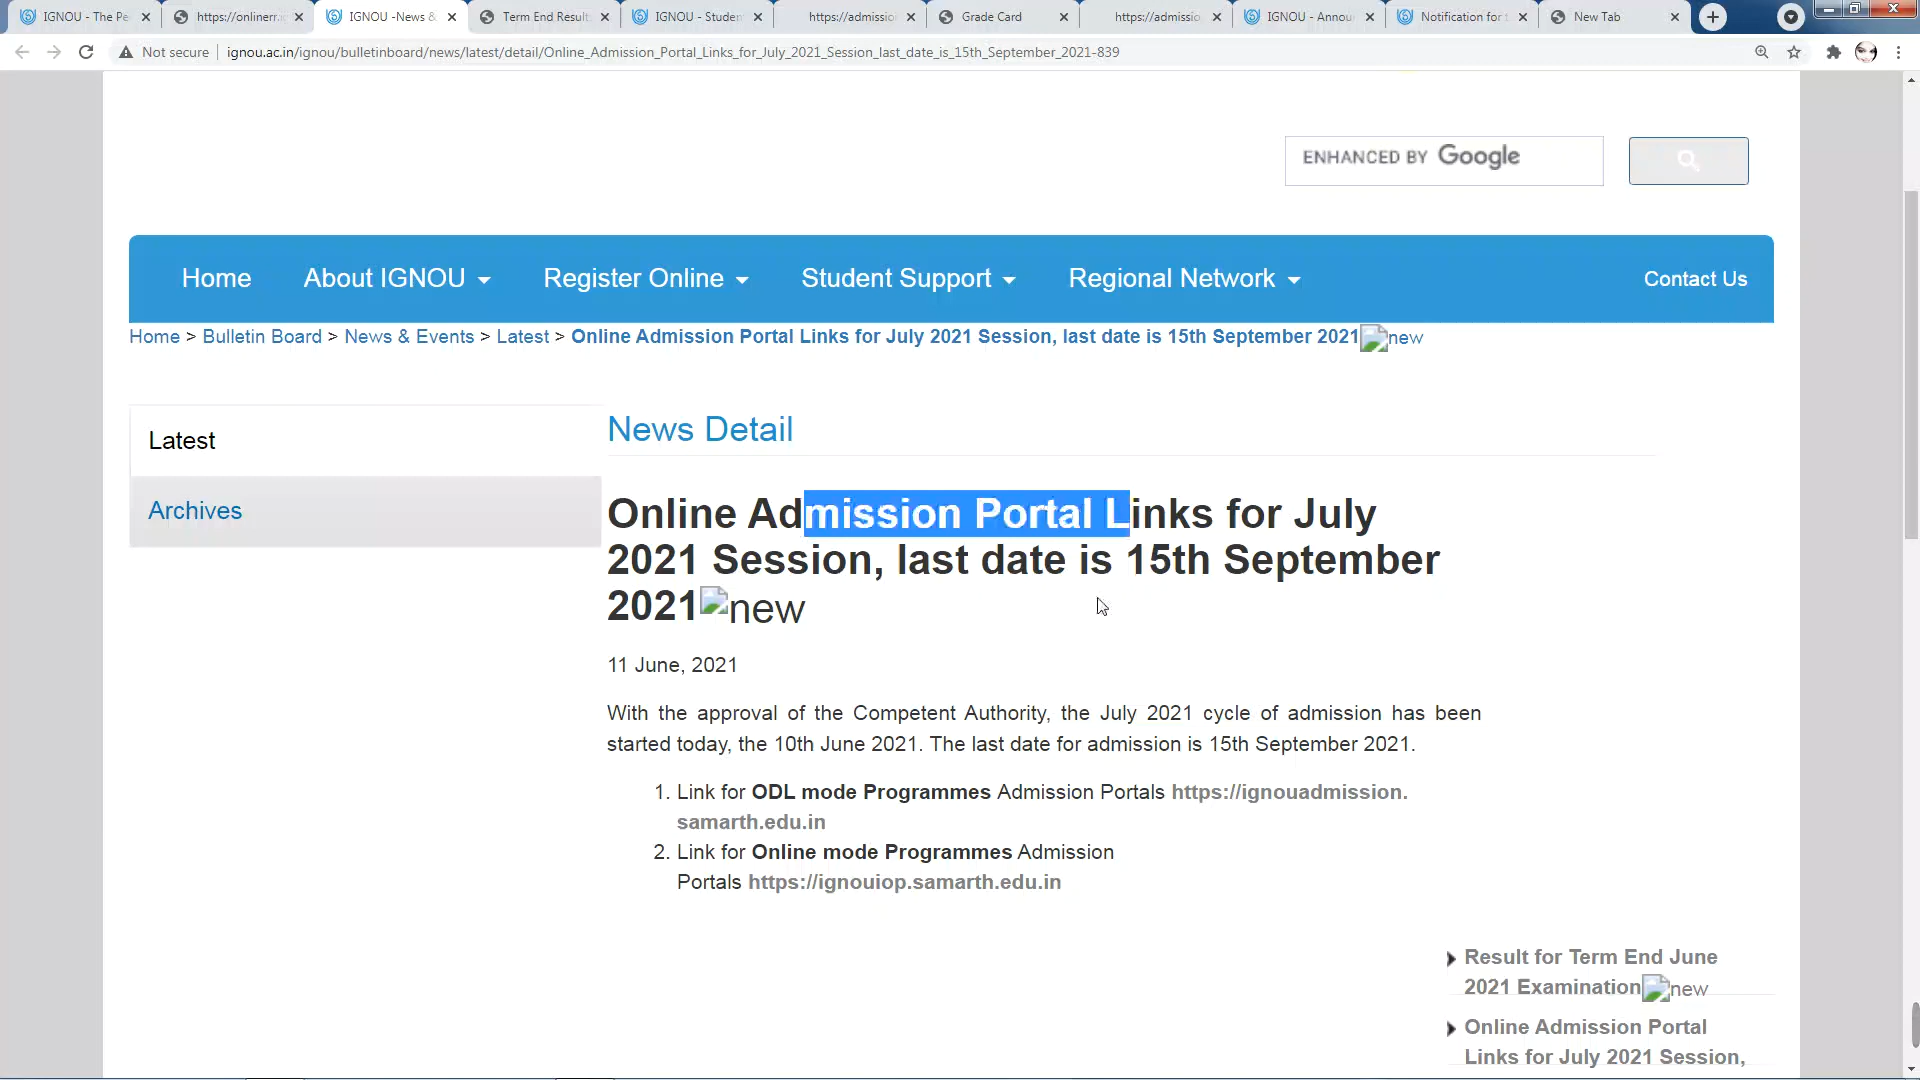 IGNOU - The Pe
https://onlinerr.i
IGNOU -News &
Term End Result
IGNOU - Studen
https://admissio
Grade Card
https://admissio
IGNOU - Annou
Notification for
New Tab
Not secure
ignou.ac.in/ignou/bulletinboard/news/latest/detail/Online_Admission_Portal_Links_for_July_2021_Session_last_date_is_15th_September_2021-839
ENHANCED BY Google
Home
About IGNOU
Register Online
Student Support
Regional Network
Contact Us
Home > Bulletin Board > News & Events > Latest > Online Admission Portal Links for July 2021 Session, last date is 15th September 2021 new
Latest
Archives
News Detail
Online Admission Portal Links for July
2021 Session, last date is 15th September
2021 new
11 June, 2021
With the approval of the Competent Authority, the July 2021 cycle of admission has been
started today, the 10th June 2021. The last date for admission is 15th September 2021.
1. Link for ODL mode Programmes Admission Portals https://ignouadmission.
samarth.edu.in
2. Link for Online mode Programmes Admission
Portals https://ignouiop.samarth.edu.in
Result for Term End June
2021 Examination new
Online Admission Portal
Links for July 2021 Session,